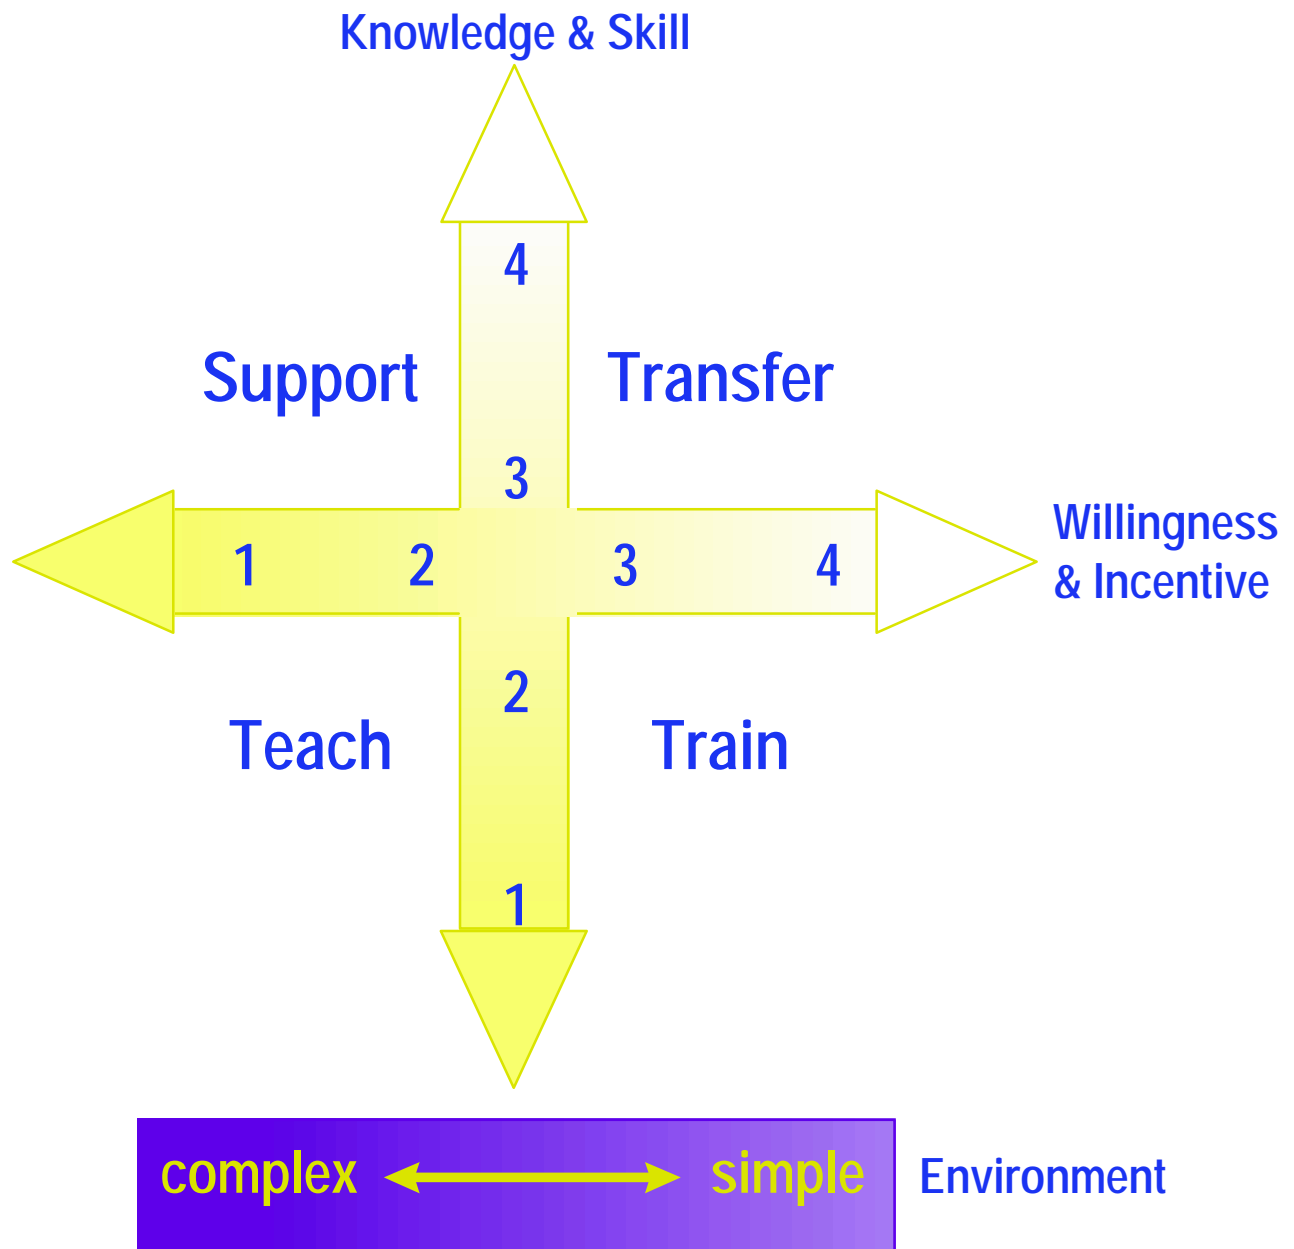 Knowledge & Skill
4
Support Transfer
3
1 2 3 4
Willingness
& Incentive
2
Teach Train
1
complex simple Environment